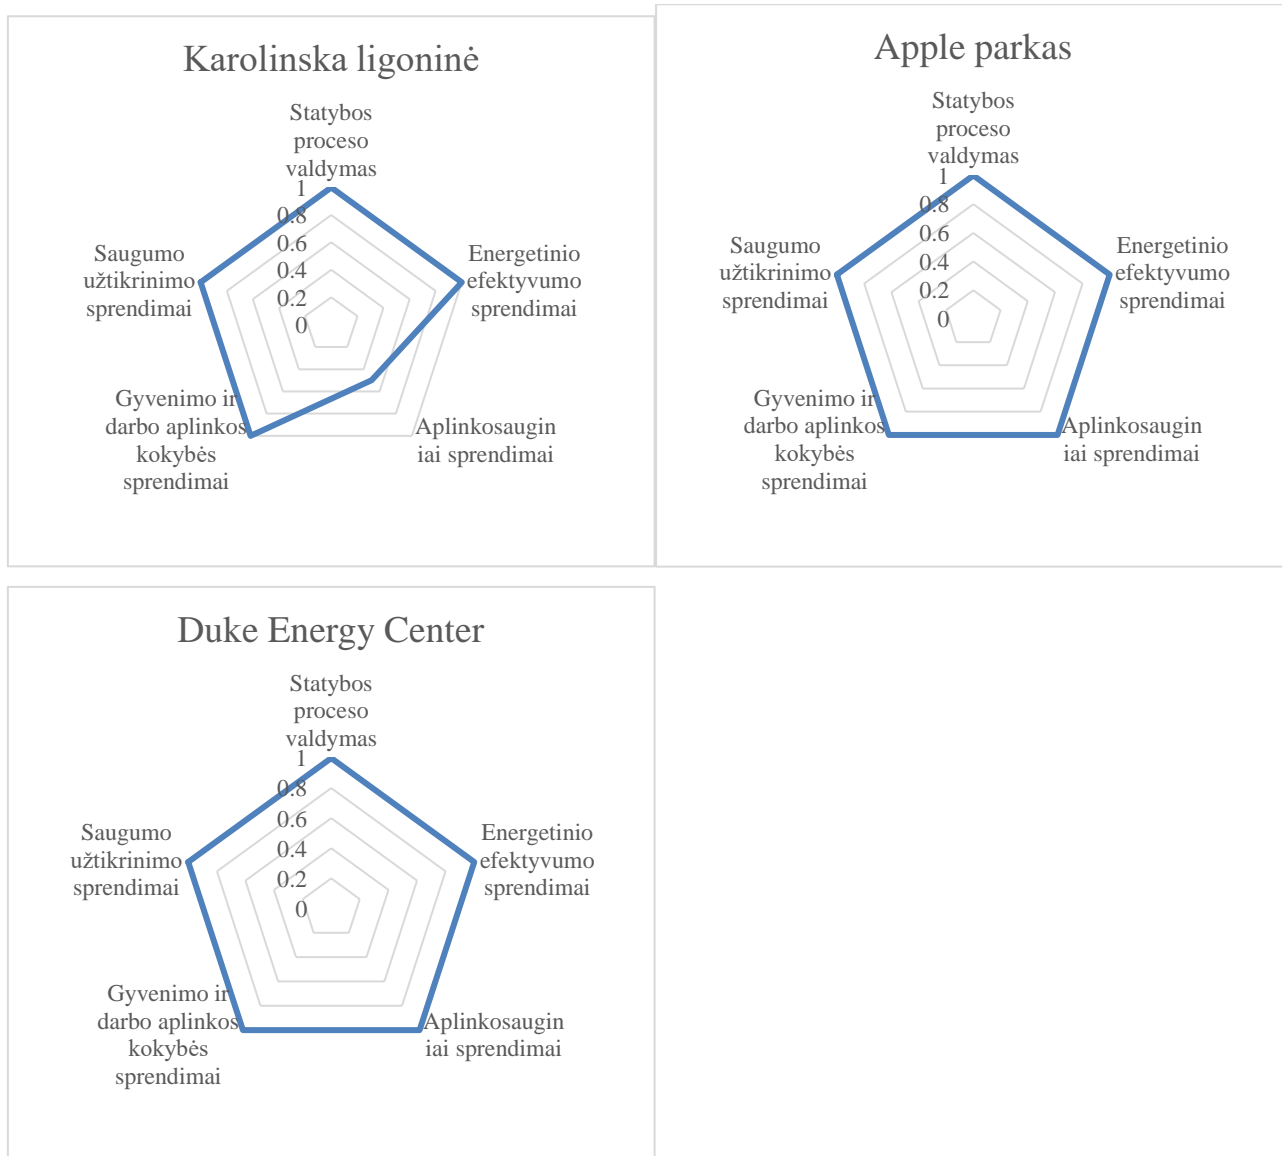 Karolinska ligoninė
Statybos
proceso
valdymas
1
0.8
0.6
0.4
0.2
0
Energetinio
efektyvumo
sprendimai
Aplinkosaugin
iai sprendimai
Gyvenimo ir
darbo aplinkos
kokybės
sprendimai
Saugumo
užtikrinimo
sprendimai
Apple parkas
Statybos
proceso
valdymas
1
0.8
0.6
0.4
0.2
0
Energetinio
efektyvumo
sprendimai
Aplinkosaugin
iai sprendimai
Gyvenimo ir
darbo aplinkos
kokybės
sprendimai
Saugumo
užtikrinimo
sprendimai
Duke Energy Center
Statybos
proceso
valdymas
1
0.8
0.6
0.4
0.2
0
Energetinio
efektyvumo
sprendimai
Aplinkosaugin
iai sprendimai
Gyvenimo ir
darbo aplinkos
kokybės
sprendimai
Saugumo
užtikrinimo
sprendimai